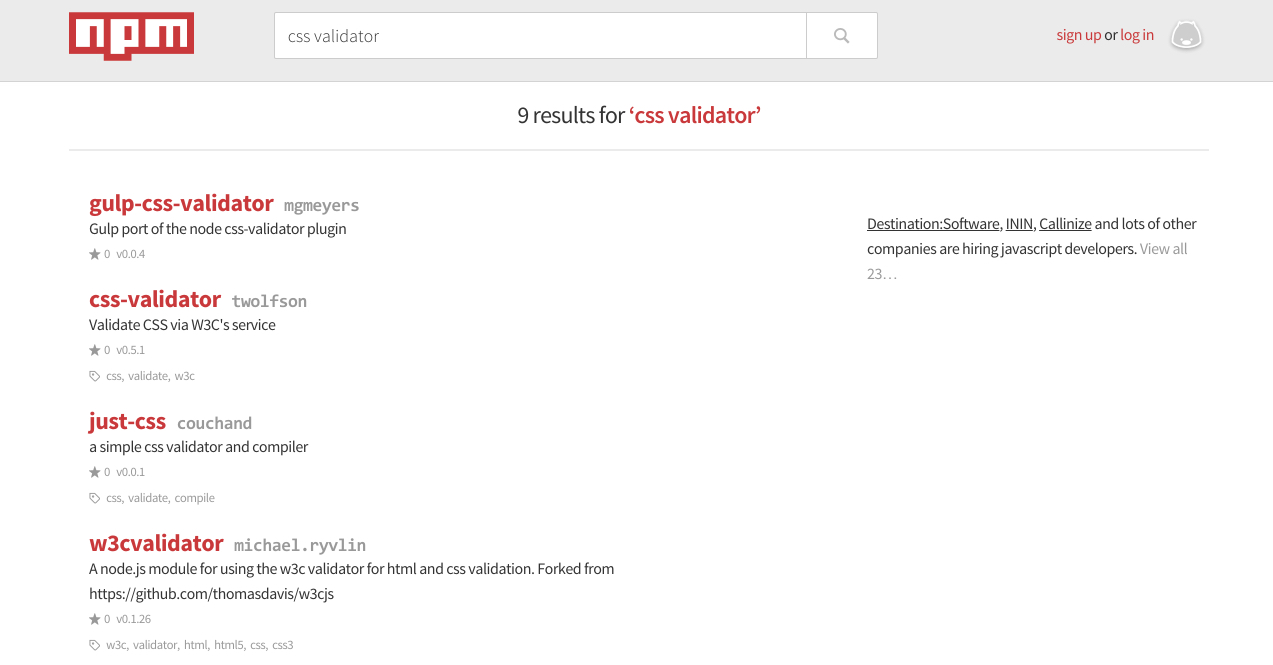 npm
css validator
sign up or log in
9 results for ‘css validator’
gulp-css-validator mgmeyers
Gulp port of the node css-validator plugin
0 v0.0.4
css-validator twolfson
Validate CSS via W3C's service
0 v0.5.1
css, validate, w3c
just-css couchand
a simple css validator and compiler
0 v0.0.1
css, validate, compile
w3cvalidator michael.ryvlin
A node.js module for using the w3c validator for html and css validation. Forked from
https://github.com/thomasdavis/w3cjs
0 v0.1.26
w3c, validator, html, html5, css, css3
Destination:Software, ININ, Callinize and lots of other
companies are hiring javascript developers. View all
23…